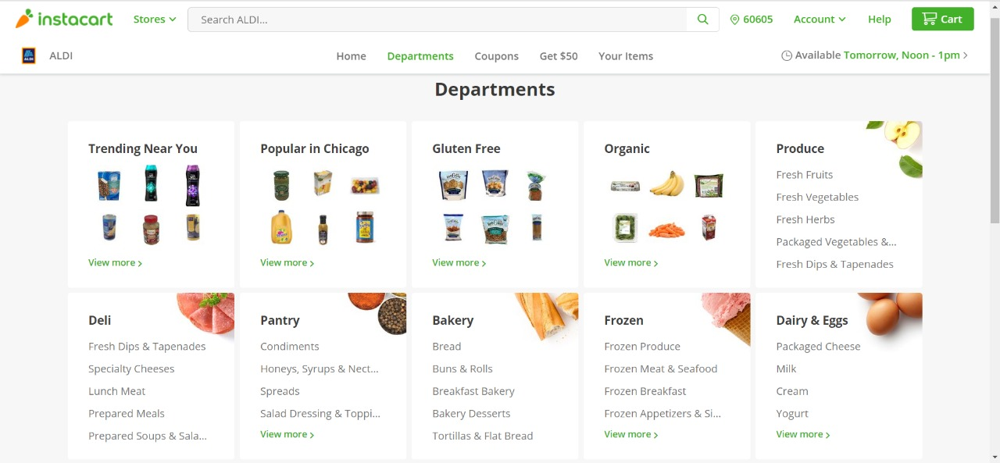 instacart
Stores
Search ALDI...
60605
Account
Help
Cart
ALDI
ALDI
Home
Departments
Coupons
Get $50
Your Items
Available Tomorrow, Noon - 1pm
Departments
Trending Near You
View more
Popular in Chicago
View more
Gluten Free
View more
Organic
View more
Produce
Fresh Fruits
Fresh Vegetables
Fresh Herbs
Packaged Vegetables &...
Fresh Dips & Tapenades
Deli
Fresh Dips & Tapenades
Specialty Cheeses
Lunch Meat
Prepared Meals
Prepared Soups & Sala...
Pantry
Condiments
Honeys, Syrups & Nect...
Spreads
Salad Dressing & Toppi...
View more
Bakery
Bread
Buns & Rolls
Breakfast Bakery
Bakery Desserts
Tortillas & Flat Bread
Frozen
Frozen Produce
Frozen Meat & Seafood
Frozen Breakfast
Frozen Appetizers & Si...
View more
Dairy & Eggs
Packaged Cheese
Milk
Cream
Yogurt
View more